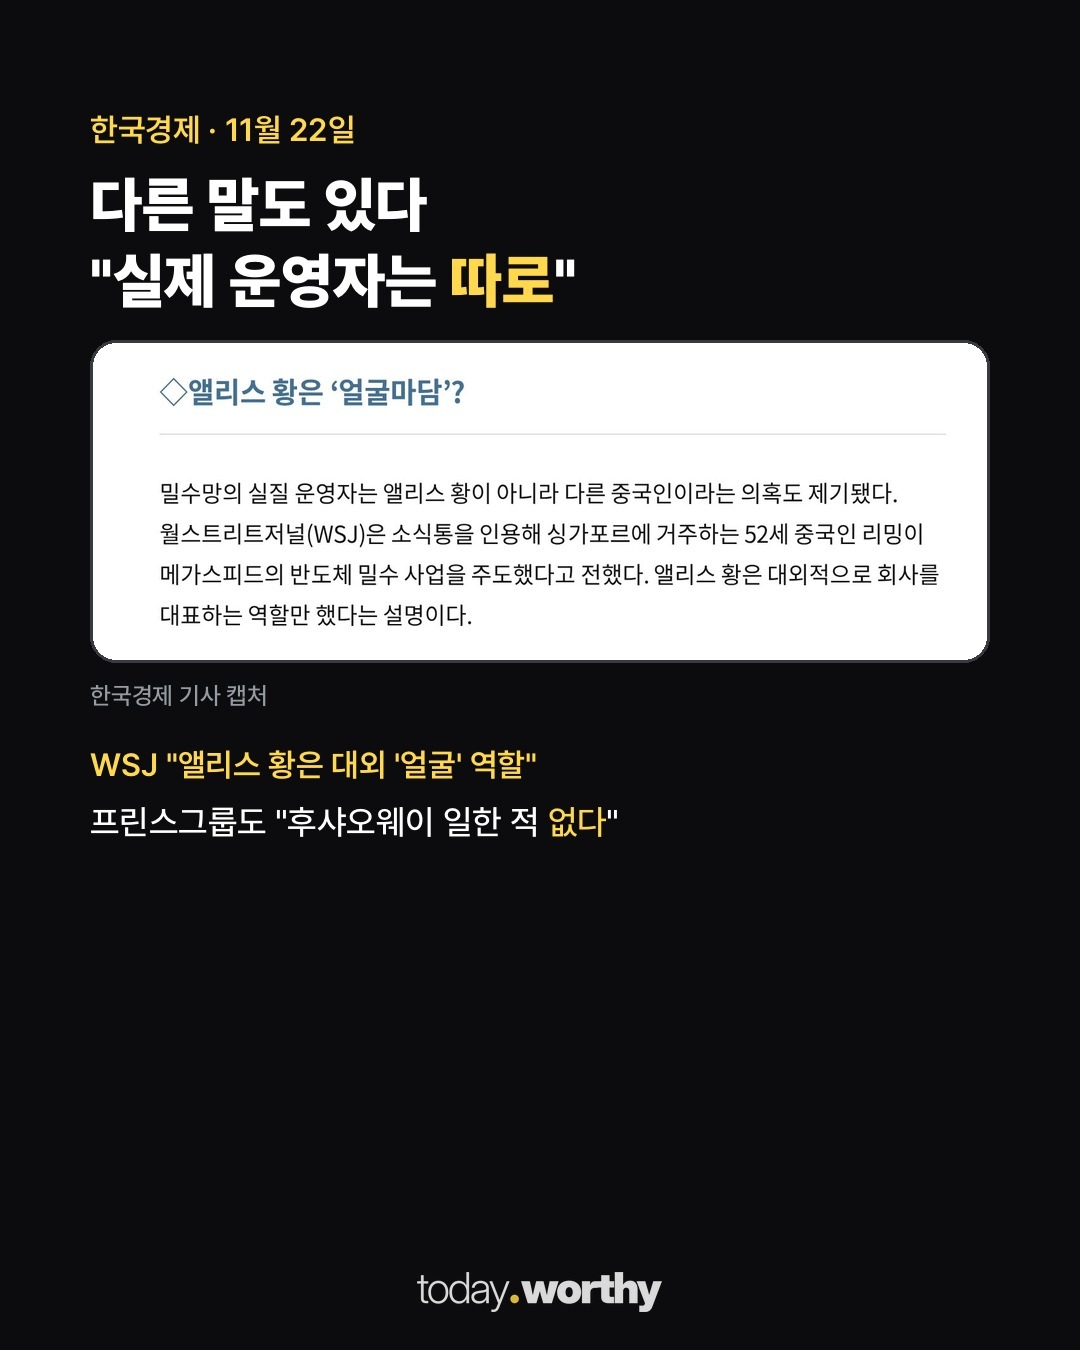 한국경제 · 11월 22일
다른 말도 있다
"실제 운영자는 따로"
◇앨리스 황은 ‘얼굴마담’?
밀수망의 실질 운영자는 앨리스 황이 아니라 다른 중국인이라는 의혹도 제기됐다.
월스트리트저널(WSJ)은 소식통을 인용해 싱가포르에 거주하는 52세 중국인 리밍이
메가스피드의 반도체 밀수 사업을 주도했다고 전했다. 앨리스 황은 대외적으로 회사를
대표하는 역할만 했다는 설명이다.
한국경제 기사 캡처
WSJ "앨리스 황은 대외 '얼굴' 역할"
프린스그룹도 "후샤오웨이 일한 적 없다"
today.worthy